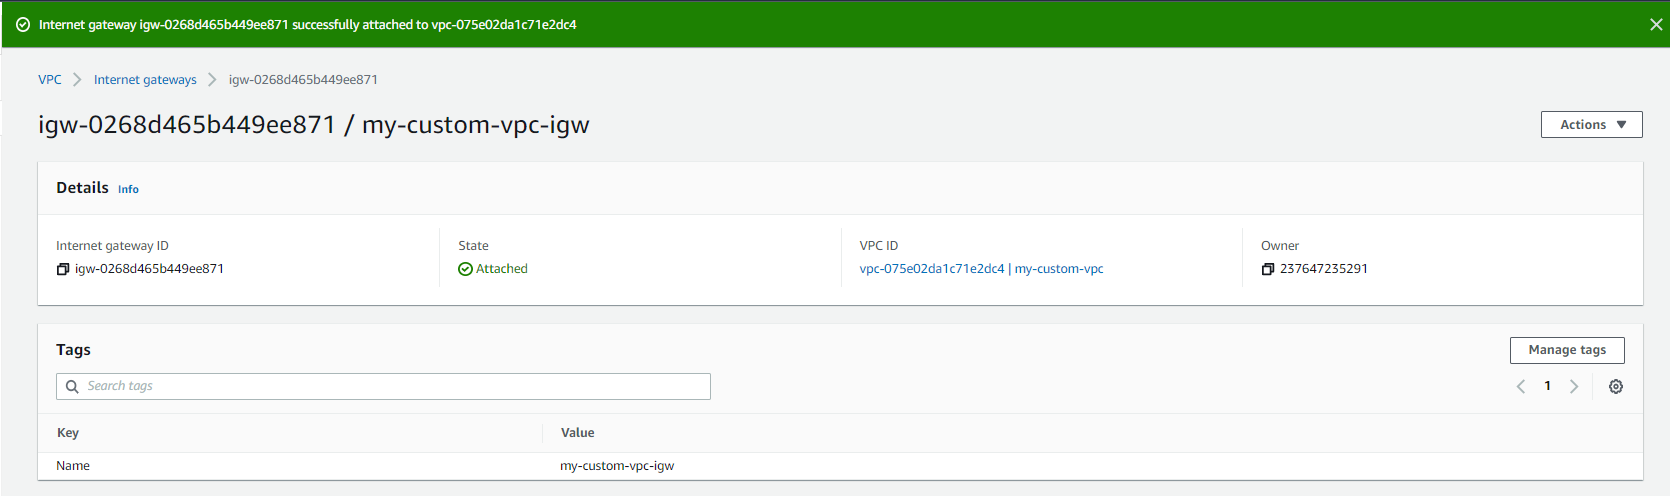 Internet gateway igw-0268d465b449ee871 successfully attached to vpc-075e02da1c71e2dc4
VPC Internet gateways igw-0268d465b449ee871
igw-0268d465b449ee871 / my-custom-vpc-igw
Actions
Details Info
Internet gateway ID
igw-0268d465b449ee871
State
Attached
VPC ID
vpc-075e02da1c71e2dc4 | my-custom-vpc
Owner
237647235291
Tags
Manage tags
Search tags
1
Key Value
Name my-custom-vpc-igw